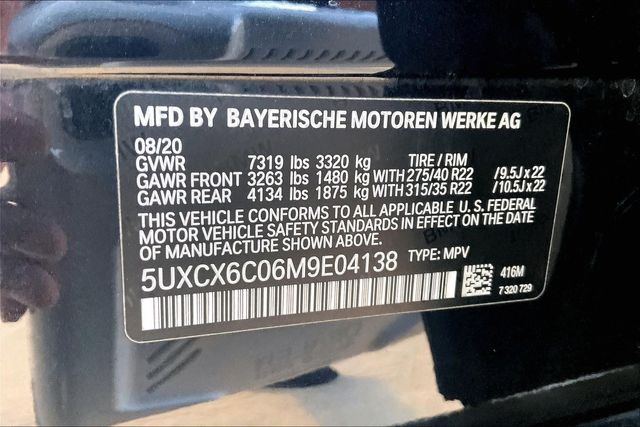 MFD BY BAYERISCHE MOTOREN WERKE AG
08/20
GVWR 7319 lbs 3320 kg TIRE / RIM
GAWR FRONT 3263 lbs 1480 kg WITH 275/40 R22 /9.5J x 22
GAWR REAR 4134 lbs 1875 kg WITH 315/35 R22 /10.5J x 22
THIS VEHICLE CONFORMS TO ALL APPLICABLE U. S. FEDERAL
MOTOR VEHICLE SAFETY STANDARDS IN EFFECT ON THE DATE
OF MANUFACTURE SHOWN ABOVE.
5UXCX6C06M9E04138 TYPE: MPV
416M
7 320 729